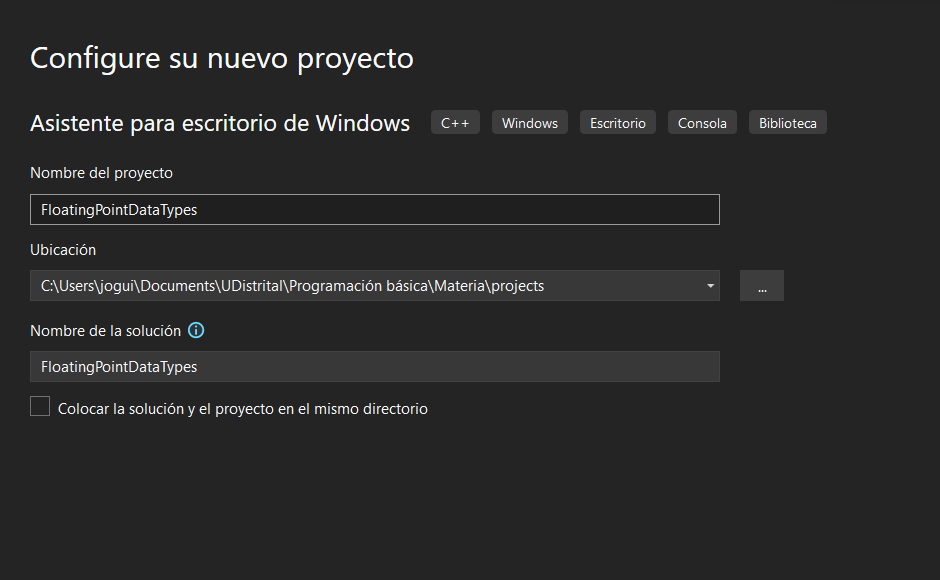 Configure su nuevo proyecto
Asistente para escritorio de Windows C++ Windows Escritorio Consola Biblioteca
Nombre del proyecto
FloatingPointDataTypes
Ubicación
C:\Users\jogui\Documents\UDistrital\Programación básica\Materia\projects
...
Nombre de la solución
FloatingPointDataTypes
Colocar la solución y el proyecto en el mismo directorio